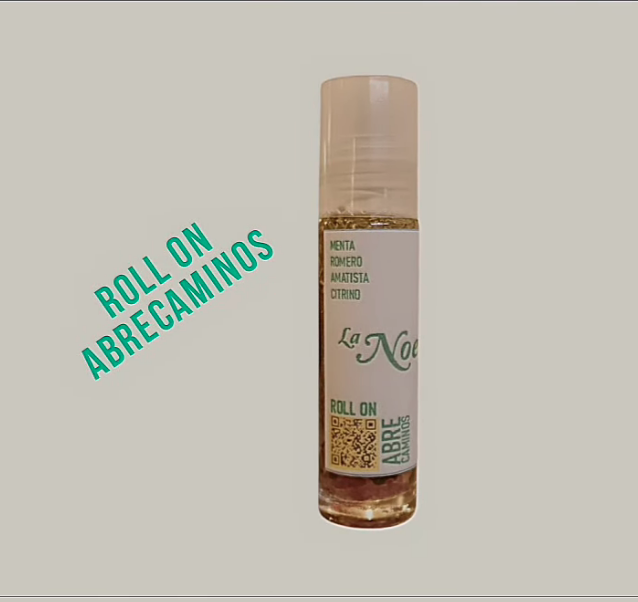 ROLL ON
ABRECAMINOS
MENTA
ROMERO
AMATISTA
CITRINO
La Noe
ROLL ON
ABRE
CAMINOS